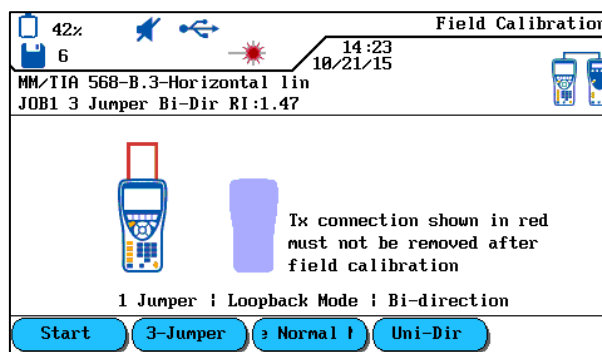 42%
Field Calibration
6
14:23
10/21/15
MM/TIA 568-B.3-Horizontal lin
JOB1 3 Jumper Bi-Dir RI:1.47
Tx connection shown in red
must not be removed after
field calibration
1 Jumper ¦ Loopback Mode ¦ Bi-direction
Start 3-Jumper Normal Uni-Dir